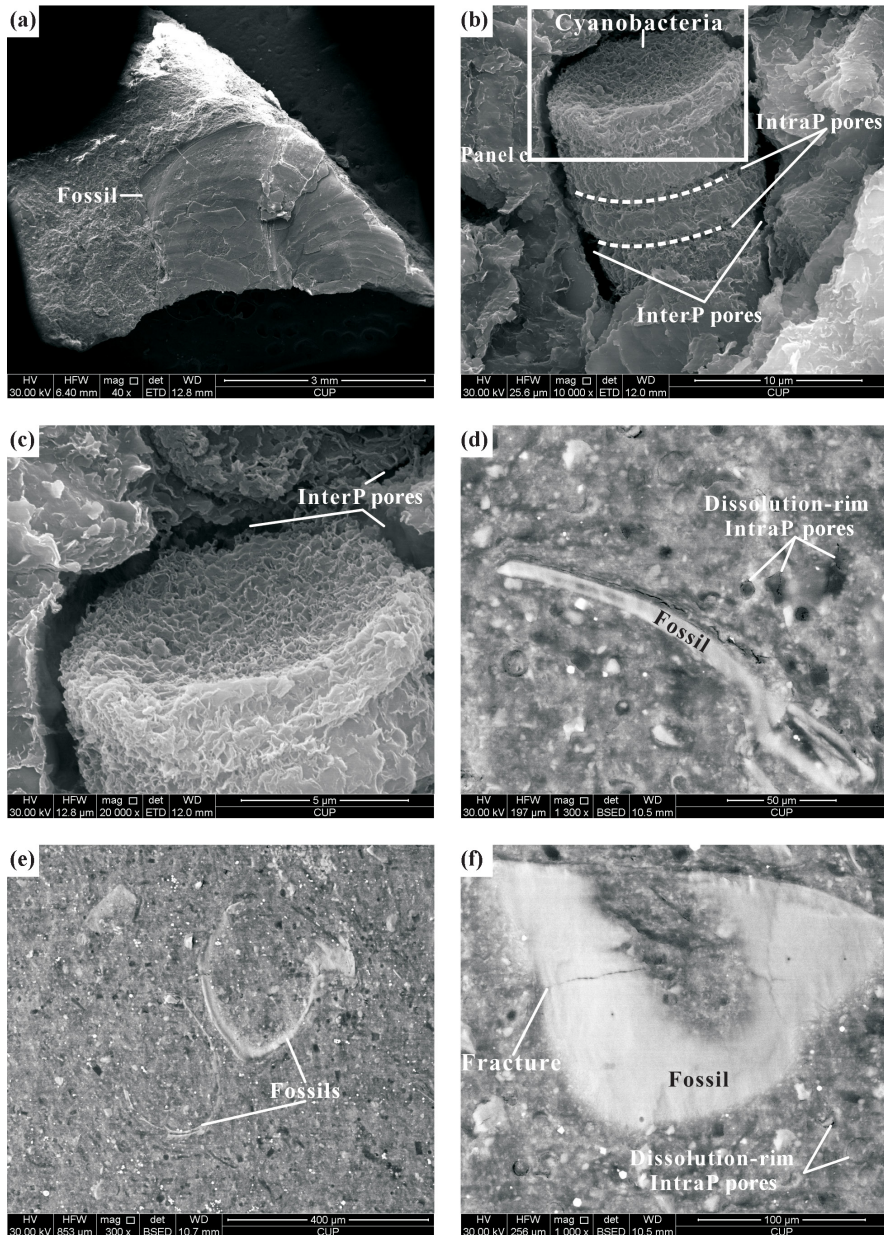 (a)
Fossil
HV HFW mag □ det WD 3 mm
30.00 kV 6.40 mm 40 x ETD 12.8 mm CUP
(b)
Cyanobacteria
IntraP pores
Panel c
InterP pores
HV HFW mag □ det WD 10 µm
30.00 kV 25.6 µm 10 000 x ETD 12.0 mm CUP
(c)
InterP pores
HV HFW mag □ det WD 5 µm
30.00 kV 12.8 µm 20 000 x ETD 12.0 mm CUP
(d)
Dissolution-rim
IntraP pores
Fossil
HV HFW mag □ det WD 50 µm
30.00 kV 197 µm 1 300 x BSED 10.5 mm CUP
(e)
Fossils
HV HFW mag □ det WD 400 µm
30.00 kV 853 µm 300 x BSED 10.7 mm CUP
(f)
Fracture
Fossil
Dissolution-rim
IntraP pores
HV HFW mag □ det WD 100 µm
30.00 kV 256 µm 1 000 x BSED 10.5 mm CUP